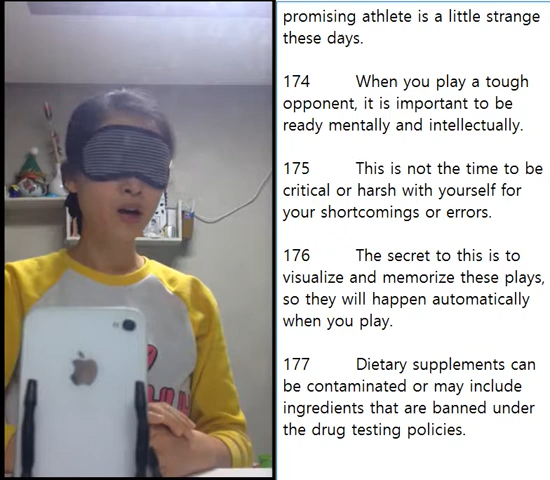 promising athlete is a little strange
these days.
174 When you play a tough
opponent, it is important to be
ready mentally and intellectually.
175 This is not the time to be
critical or harsh with yourself for
your shortcomings or errors.
176 The secret to this is to
visualize and memorize these plays,
so they will happen automatically
when you play.
177 Dietary supplements can
be contaminated or may include
ingredients that are banned under
the drug testing policies.